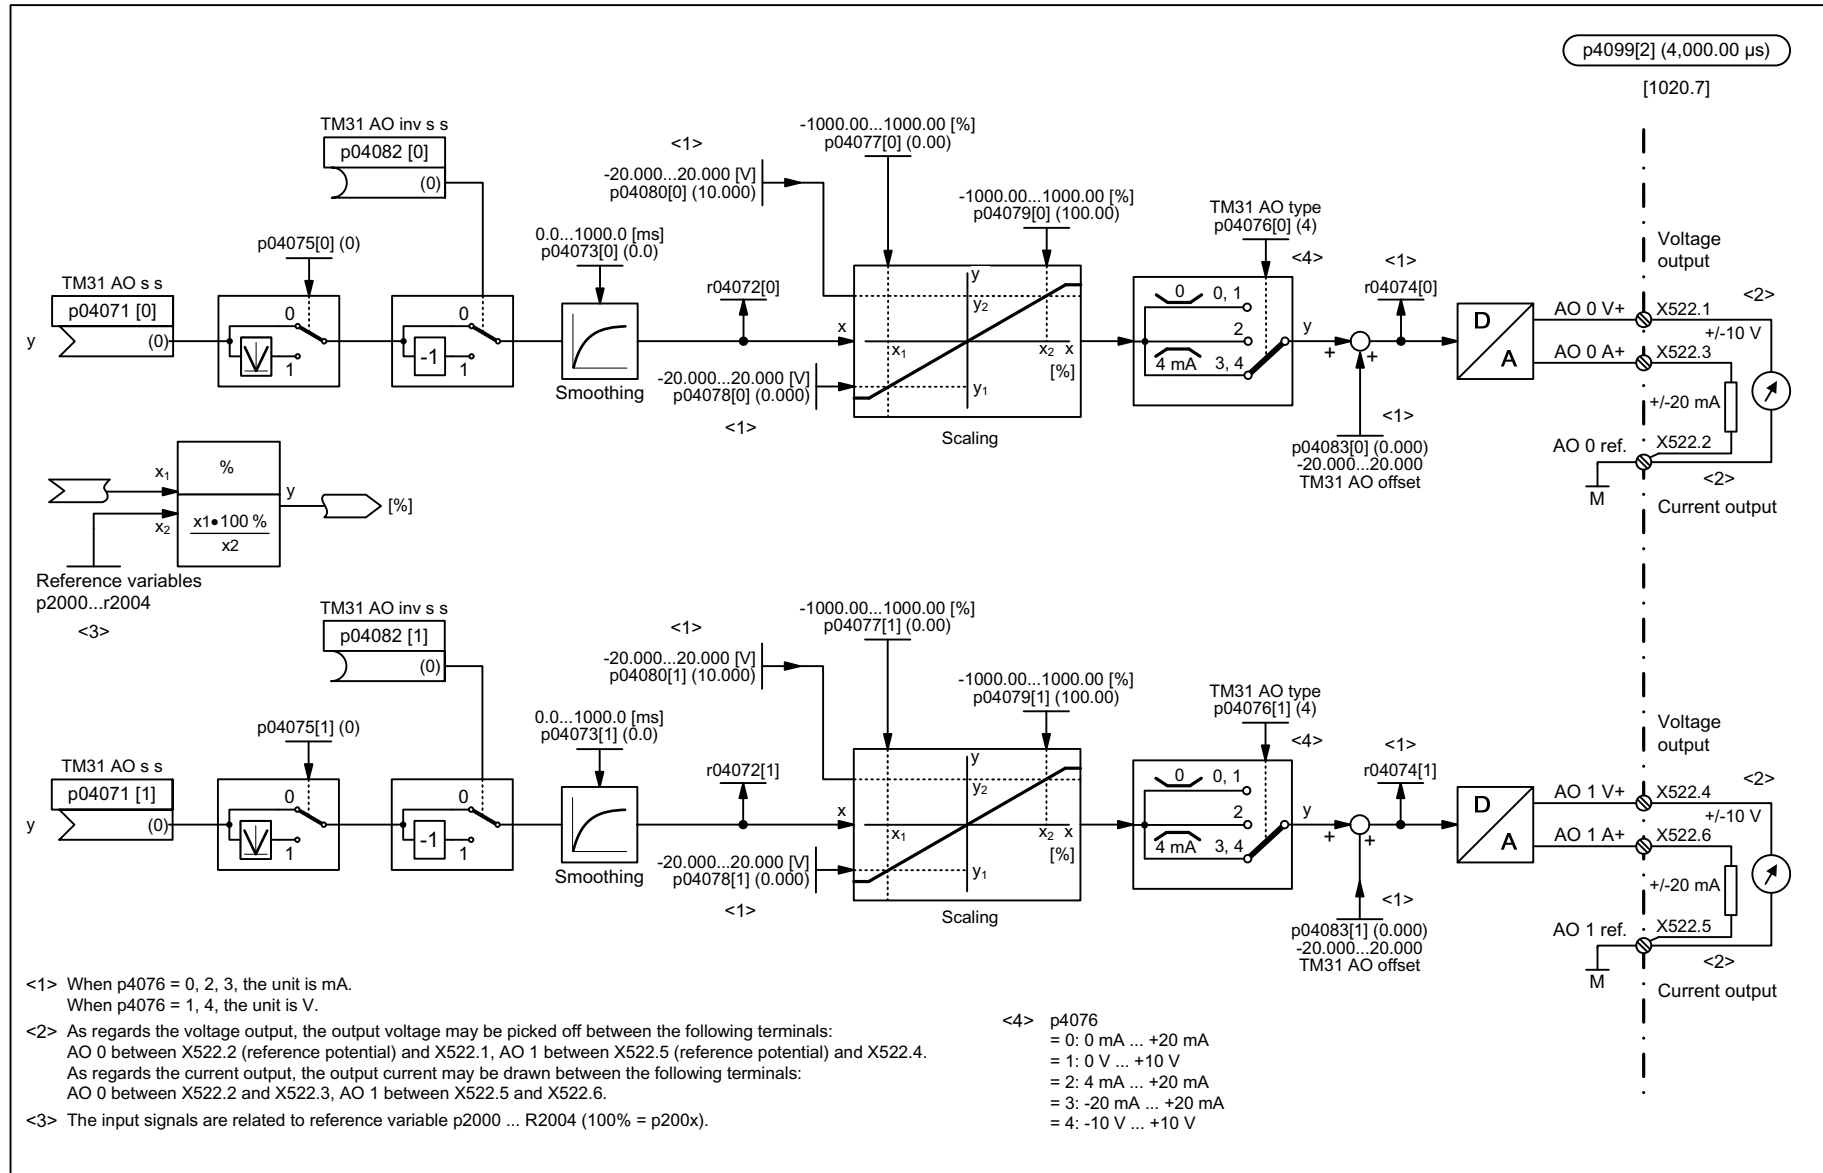 p4099[2] (4,000.00 µs)
[1020.7]
TM31 AO inv s s
p04082 [0]
(0)
p04075[0] (0)
TM31 AO s s
p04071 [0]
(0)
y
0
1
0
-1
1
0.0...1000.0 [ms]
p04073[0] (0.0)
Smoothing
r04072[0]
<1>
-20.000...20.000 [V]
p04080[0] (10.000)
-20.000...20.000 [V]
p04078[0] (0.000)
<1>
-1000.00...1000.00 [%]
p04077[0] (0.00)
-1000.00...1000.00 [%]
p04079[0] (100.00)
y
y2
x
x1
x2
x
[%]
y1
Scaling
TM31 AO type
p04076[0] (4)
<4>
0
0, 1
2
4 mA
3, 4
y
+
+
<1>
r04074[0]
<1>
p04083[0] (0.000)
-20.000...20.000
TM31 AO offset
D
A
Voltage
output
AO 0 V+
X522.1
<2>
+/-10 V
AO 0 A+
X522.3
+/-20 mA
AO 0 ref.
X522.2
M
<2>
Current output
x1
x2
%
x1•100 %
x2
y
[%]
Reference variables
p2000...r2004
<3>
TM31 AO inv s s
p04082 [1]
(0)
p04075[1] (0)
TM31 AO s s
p04071 [1]
(0)
y
0
1
0
-1
1
0.0...1000.0 [ms]
p04073[1] (0.0)
Smoothing
r04072[1]
<1>
-20.000...20.000 [V]
p04080[1] (10.000)
-20.000...20.000 [V]
p04078[1] (0.000)
<1>
-1000.00...1000.00 [%]
p04077[1] (0.00)
-1000.00...1000.00 [%]
p04079[1] (100.00)
y
y2
x
x1
x2
x
[%]
y1
Scaling
TM31 AO type
p04076[1] (4)
<4>
0
0, 1
2
4 mA
3, 4
y
+
+
<1>
r04074[1]
<1>
p04083[1] (0.000)
-20.000...20.000
TM31 AO offset
D
A
Voltage
output
AO 1 V+
X522.4
<2>
+/-10 V
AO 1 A+
X522.6
+/-20 mA
AO 1 ref.
X522.5
M
<2>
Current output
<1> When p4076 = 0, 2, 3, the unit is mA.
When p4076 = 1, 4, the unit is V.
<2> As regards the voltage output, the output voltage may be picked off between the following terminals:
AO 0 between X522.2 (reference potential) and X522.1, AO 1 between X522.5 (reference potential) and X522.4.
As regards the current output, the output current may be drawn between the following terminals:
AO 0 between X522.2 and X522.3, AO 1 between X522.5 and X522.6.
<3> The input signals are related to reference variable p2000 ... R2004 (100% = p200x).
<4> p4076
= 0: 0 mA ... +20 mA
= 1: 0 V ... +10 V
= 2: 4 mA ... +20 mA
= 3: -20 mA ... +20 mA
= 4: -10 V ... +10 V